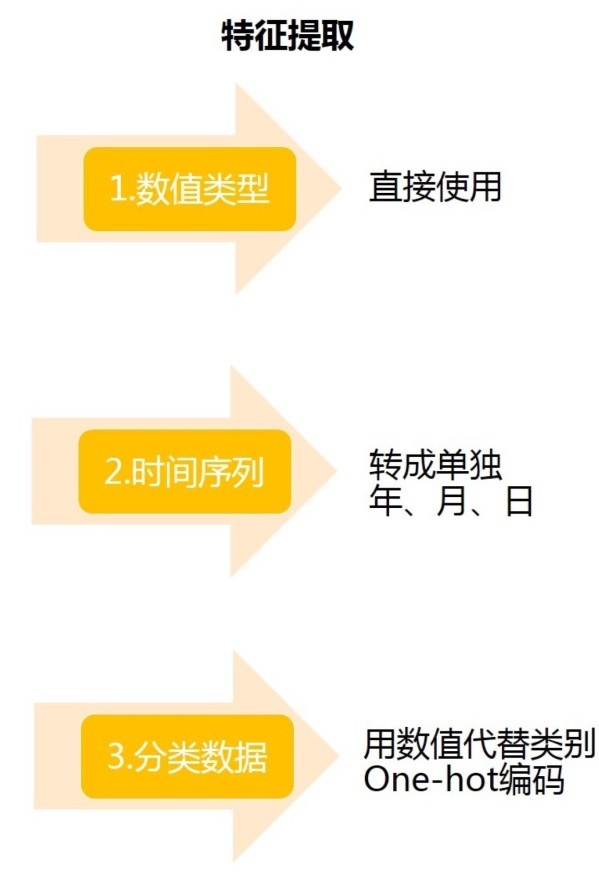 特征提取
1.数值类型
直接使用
2.时间序列
转成单独
年、月、日
3.分类数据
用数值代替类别
One-hot编码